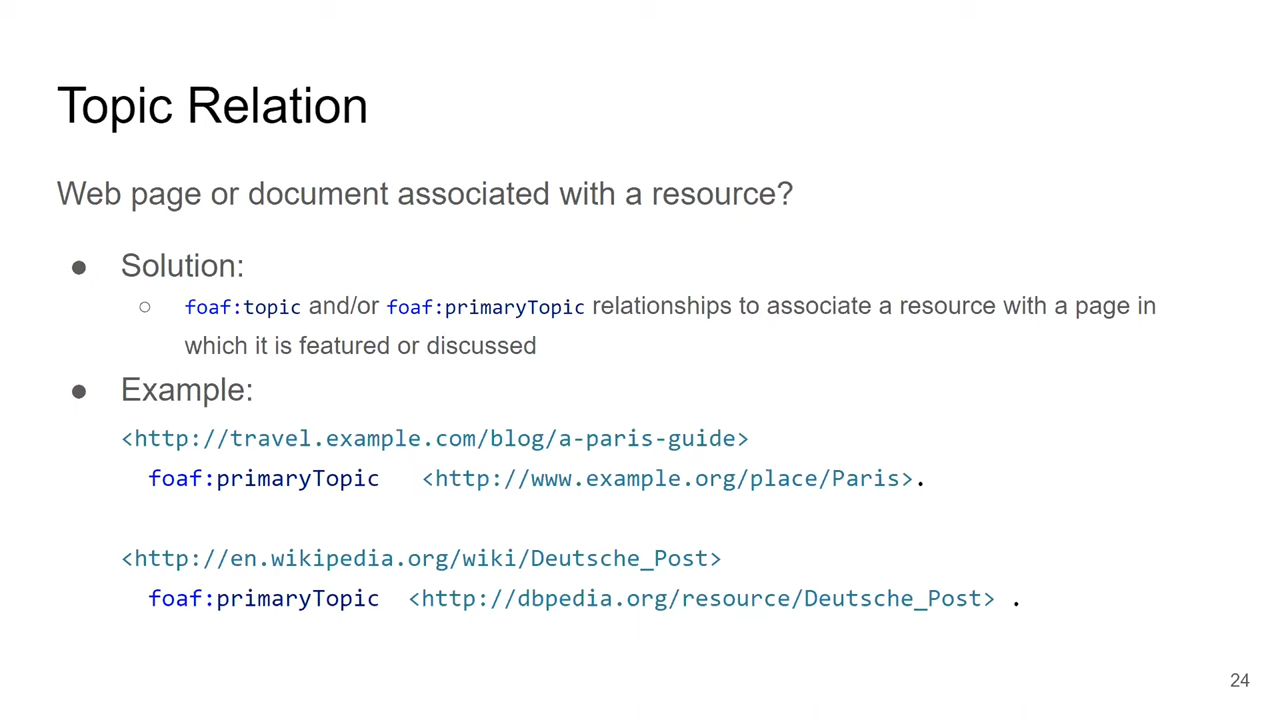 Topic Relation
Web page or document associated with a resource?
● Solution:
○ foaf:topic and/or foaf:primaryTopic relationships to associate a resource with a page in
which it is featured or discussed
● Example:
<http://travel.example.com/blog/a-paris-guide>
foaf:primaryTopic <http://www.example.org/place/Paris>.
<http://en.wikipedia.org/wiki/Deutsche_Post>
foaf:primaryTopic <http://dbpedia.org/resource/Deutsche_Post> .
24